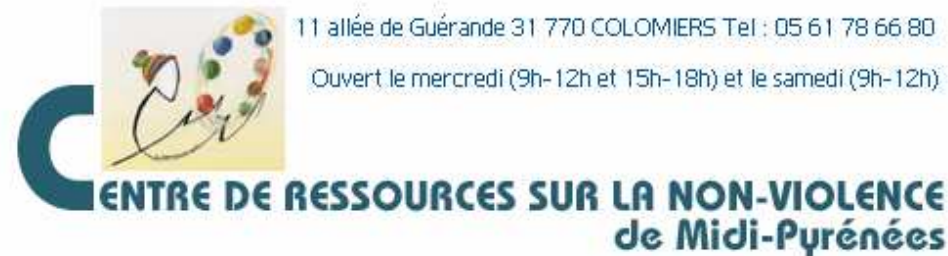 11 allée de Guérande 31 770 COLOMIERS Tel : 05 61 78 66 80
Ouvert le mercredi (9h-12h et 15h-18h) et le samedi (9h-12h)
CENTRE DE RESSOURCES SUR LA NON-VIOLENCE
de Midi-Pyrénées